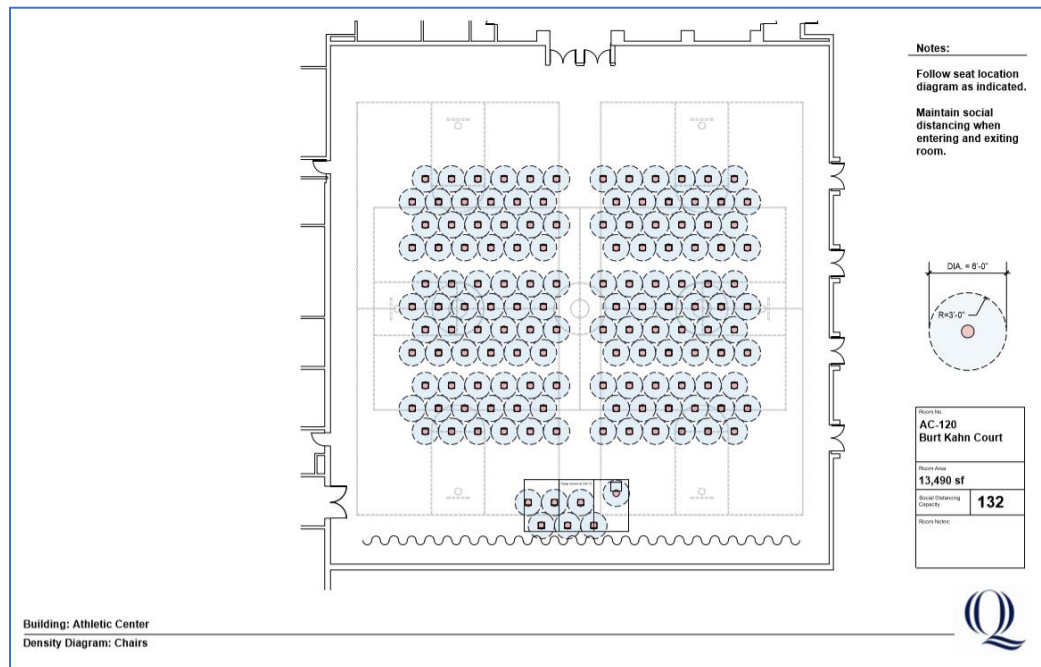 Notes:
Follow seat location
diagram as indicated.
Maintain social
distancing when
entering and exiting
room.
DIA. = 6'-0"
R=3'-0"
Room No.
AC-120
Burt Kahn Court
Room Area
13,490 sf
Social Distancing
Capacity
132
Room Notes:
Building: Athletic Center
Density Diagram: Chairs